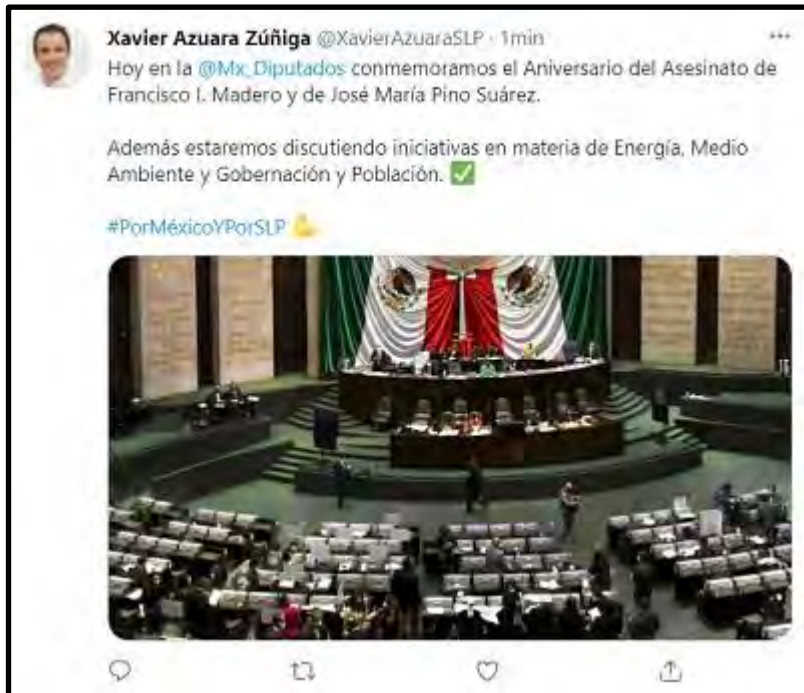 Xavier Azuara Zúñiga @XavierAzuaraSLP · 1min
Hoy en la @Mx_Diputados conmemoramos el Aniversario del Asesinato de
Francisco I. Madero y de José María Pino Suárez.
Además estaremos discutiendo iniciativas en materia de Energía, Medio
Ambiente y Gobernación y Población. ✅
#PorMéxicoYPorSLP 💪